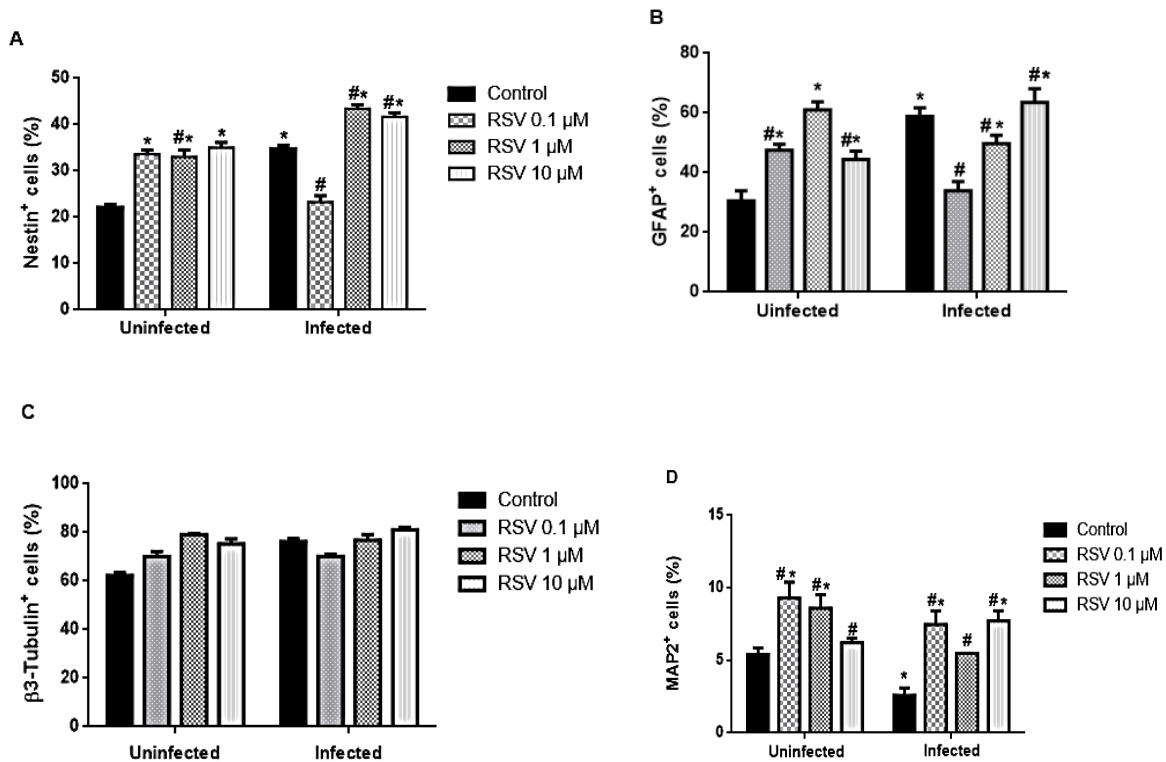 A
Nestin⁺ cells (%)
50
40
30
20
10
0
*
#*
*
*
#
#*
#*
Uninfected
Infected
Control
RSV 0.1 µM
RSV 1 µM
RSV 10 µM
B
GFAP⁺ cells (%)
80
60
40
20
0
#*
*
#*
*
#
#*
#*
Uinfected
Infected
C
β3-Tubulin⁺ cells (%)
100
80
60
40
20
0
Uninfected
Infected
Control
RSV 0.1 µM
RSV 1 µM
RSV 10 µM
D
MAP2⁺ cells (%)
15
10
5
0
#*
#*
#
*
#*
#
#*
Uninfected
Infected
Control
RSV 0.1 µM
RSV 1 µM
RSV 10 µM